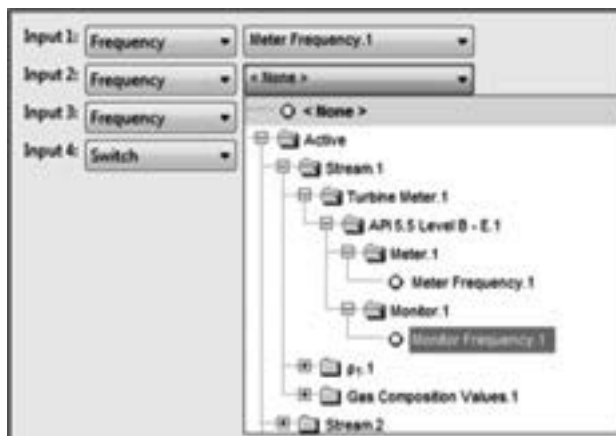 Input 1: Frequency Meter Frequency.1
Input 2: Frequency < None >
Input 3: Frequency
< None >
Input 4: Switch
Active
Stream.1
Turbine Meter.1
API 5.5 Level B - E.1
Meter.1
Meter Frequency.1
Monitor.1
Monitor Frequency.1
ρ₁.1
Gas Composition Values.1
Stream.2